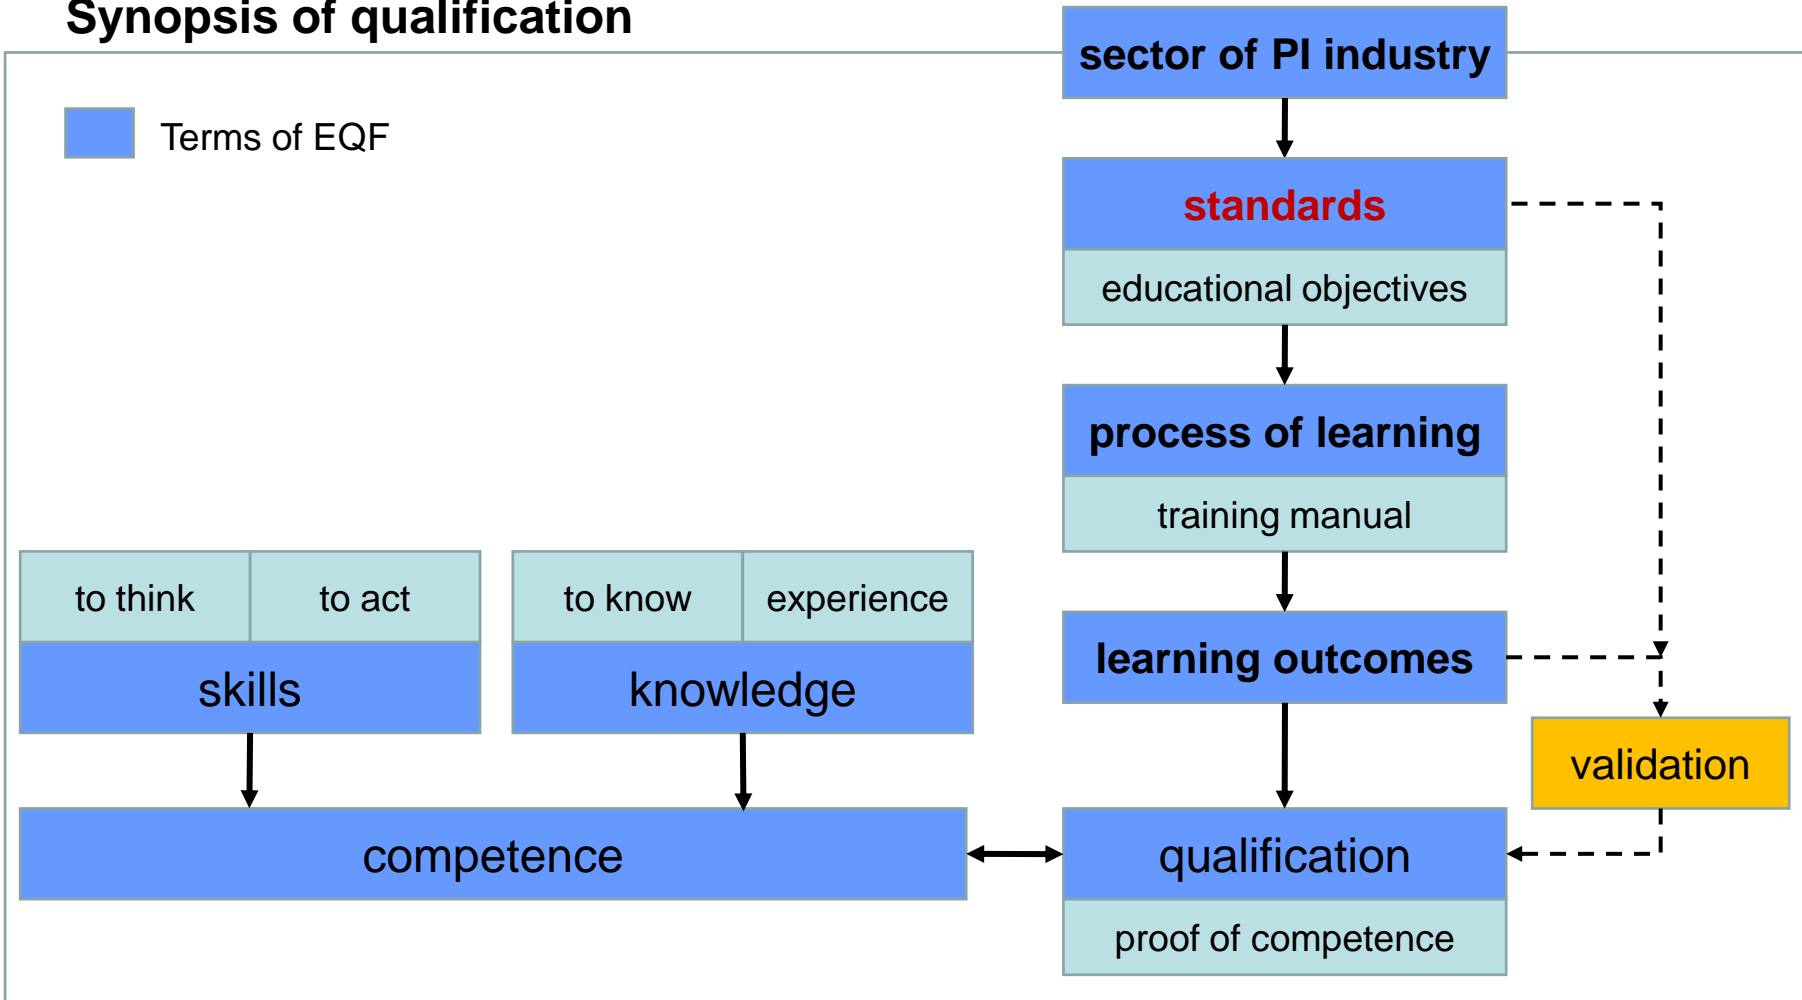 Synopsis of qualification
sector of PI industry
Terms of EQF
standards
educational objectives
process of learning
training manual
to think
to act
to know
experience
skills
knowledge
learning outcomes
validation
competence
qualification
proof of competence